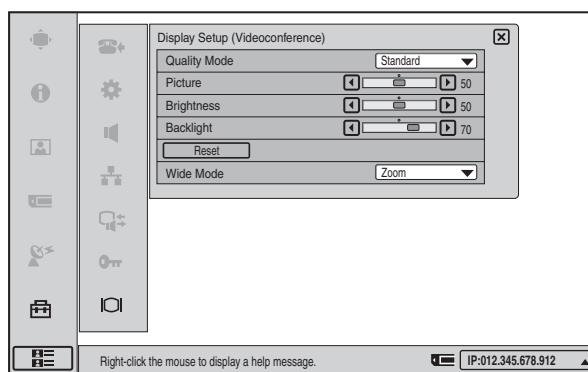 Display Setup (Videoconference)
Quality Mode Standard
Picture 50
Brightness 50
Backlight 70
Reset
Wide Mode Zoom
Right-click the mouse to display a help message. IP:012.345.678.912